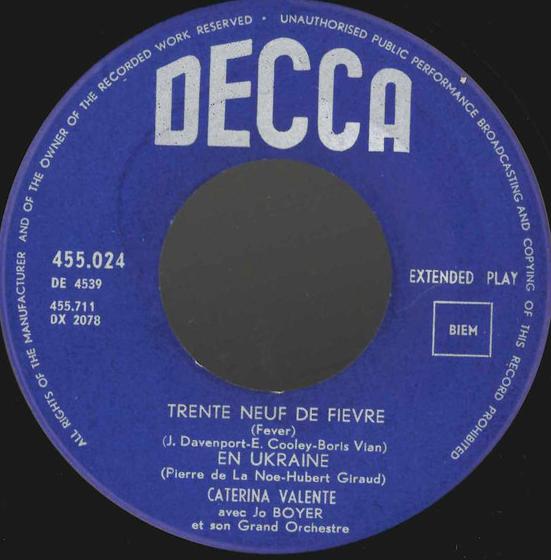 ALL RIGHTS OF THE MANUFACTURER AND OF THE OWNER OF THE RECORDED WORK RESERVED • UNAUTHORISED PUBLIC PERFORMANCE BROADCASTING AND COPYING OF THIS RECORD PROHIBITED
DECCA
455.024
DE 4539
455.711
DX 2078
EXTENDED PLAY
BIEM
TRENTE NEUF DE FIEVRE
(Fever)
(J. Davenport-E. Cooley-Boris Vian)
EN UKRAINE
(Pierre de La Noe-Hubert Giraud)
CATERINA VALENTE
avec Jo BOYER
et son Grand Orchestre